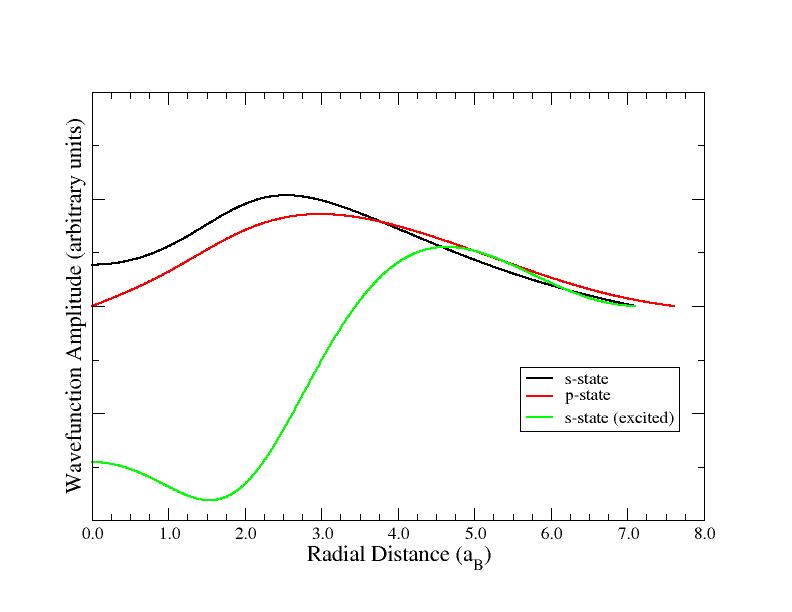 Wavefunction Amplitude (arbitrary units)
s-state
p-state
s-state (excited)
0.0 1.0 2.0 3.0 4.0 5.0 6.0 7.0 8.0
Radial Distance (a_B)